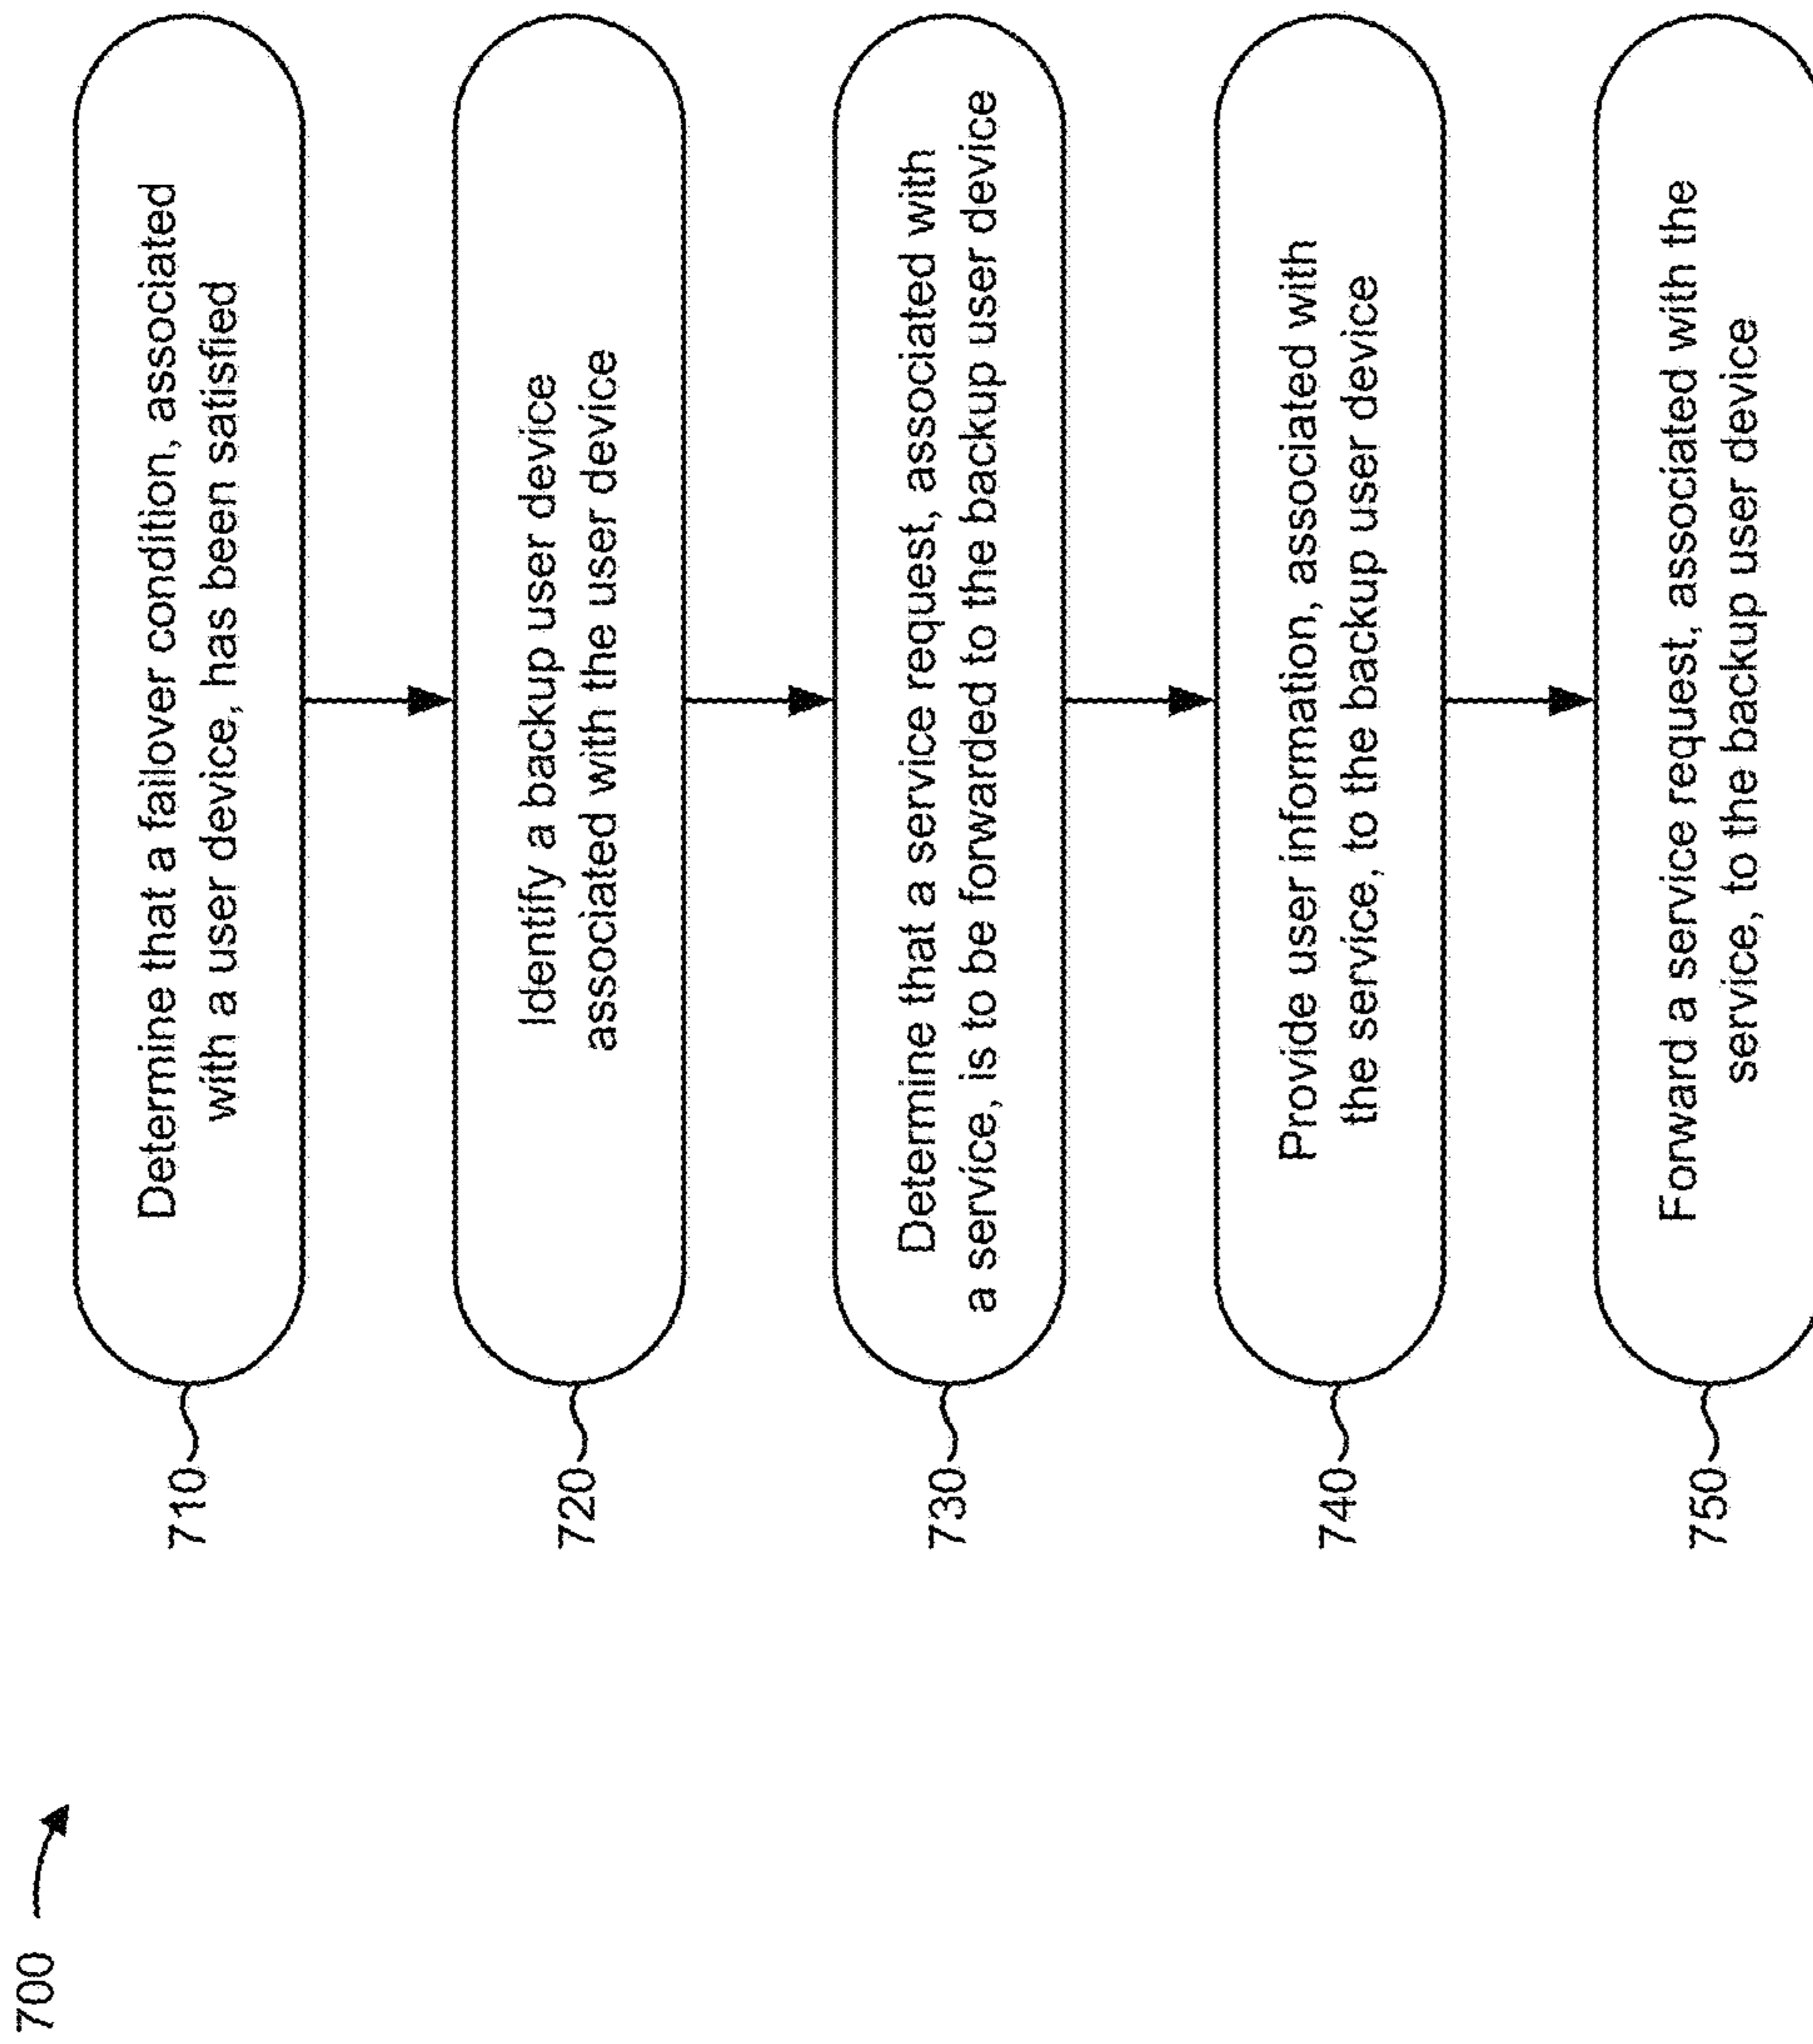 700
710
Determine that a failover condition, associated
with a user device, has been satisfied
720
Identify a backup user device
associated with the user device
730
Determine that a service request, associated with
a service, is to be forwarded to the backup user device
740
Provide user information, associated with
the service, to the backup user device
750
Forward a service request, associated with the
service, to the backup user device